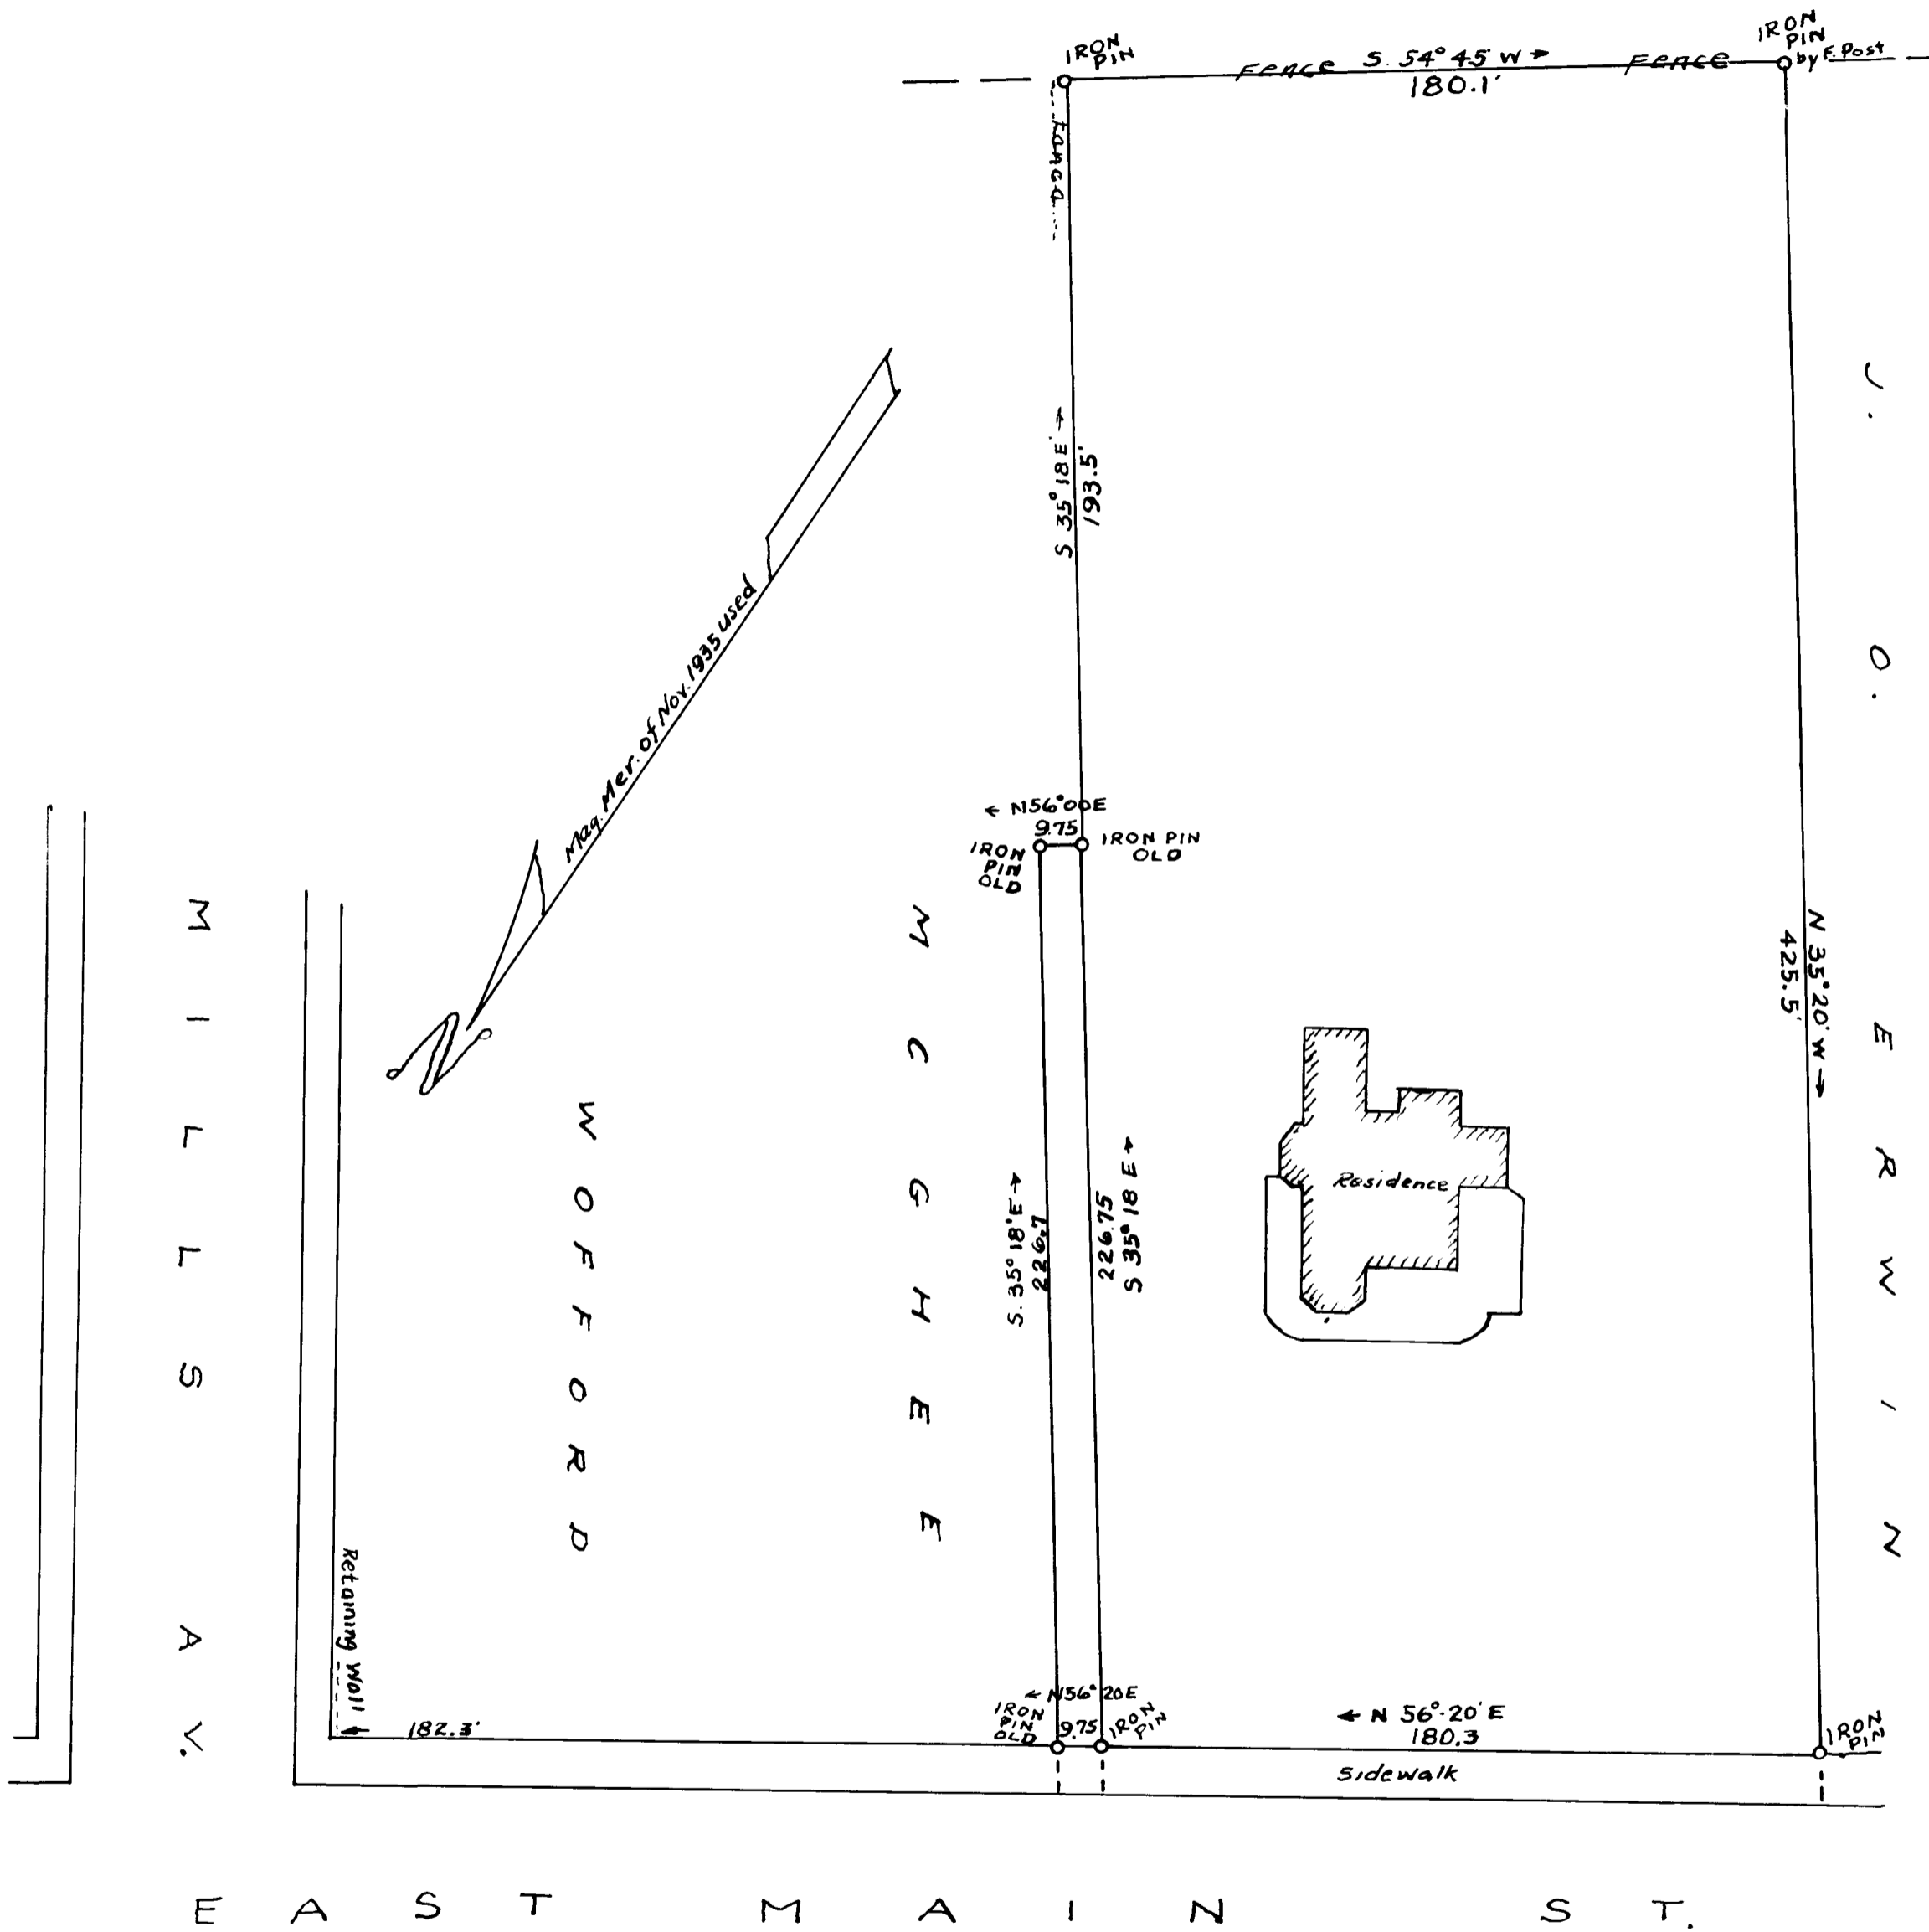 IRON
PIN
Fence S. 54° 45' W → Fence
180.1'
IRON
PIN
by F. Post
Fence
S 35° 18' E →
193.5'
J. O. ERWIN
Mag. Mer. of Nov. 1935 used
N
← N 56° 00 E
9.75
IRON
PIN
OLD
IRON PIN
OLD
N 35° 20' W →
425.5'
MILLS AV.
WOFFORD
MCGHEE
S. 35° 18' E →
226.7
226.75
S 35° 18' E →
Residence
Retaining Wall
← 182.3'
← N 56° 20 E
IRON
PIN
OLD
9.75
IRON
PIN
← N 56° 20' E
180.3
IRON
PIN
Sidewalk
EAST MAIN ST.